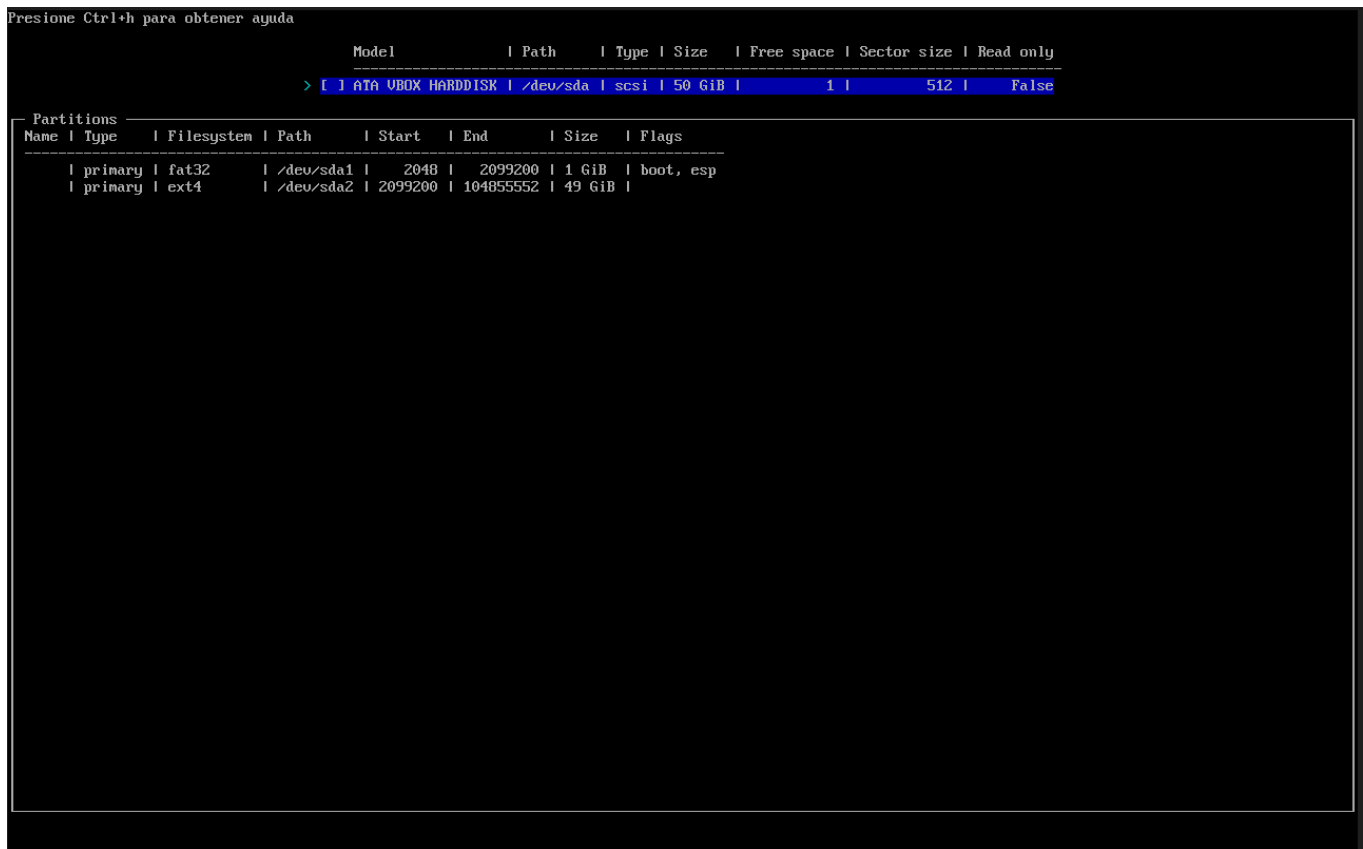 Presione Ctrl+h para obtener ayuda
Model | Path | Type | Size | Free space | Sector size | Read only
> [ ] ATA VBOX HARDDISK | /dev/sda | scsi | 50 GiB | 1 | 512 | False
Partitions
Name | Type | Filesystem | Path | Start | End | Size | Flags
| primary | fat32 | /dev/sda1 | 2048 | 2099200 | 1 GiB | boot, esp
| primary | ext4 | /dev/sda2 | 2099200 | 104855552 | 49 GiB |